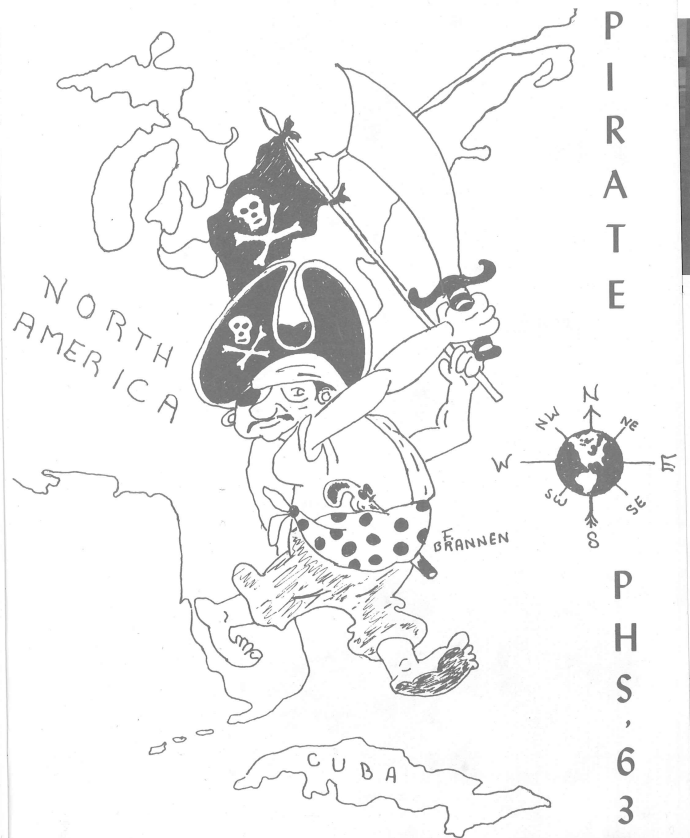 PIRATE
NORTH
AMERICA
N
NW
NE
W
E
SW
SE
S
F.
BRANNEN
PHS, '63
CUBA